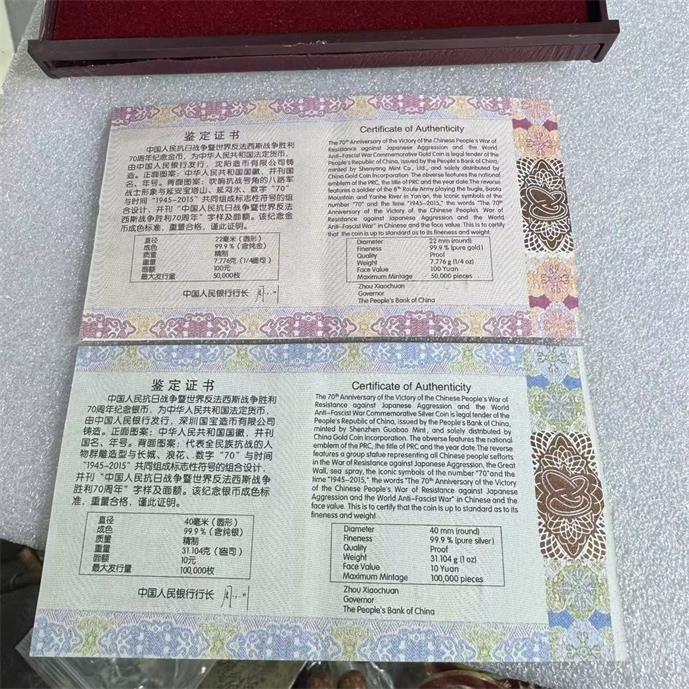 鉴定证书
中国人民抗日战争暨世界反法西斯战争胜利
70周年纪念金币，为中华人民共和国法定货币，
由中国人民银行发行，沈阳造币有限公司铸
造。正面图案：中华人民共和国国徽，并刊国
名、年号。背面图案：吹响抗战号角的八路军
战士形象与延安宝塔山、延河水、数字“70”
与时间“1945-2015”共同组成标志性符号的组
合设计，并刊“中国人民抗日战争暨世界反法
西斯战争胜利70周年”字样及面额。该纪念金
币成色标准，重量合格，谨此证明。
直径 22毫米（圆形）
成色 99.9％（含纯金）
质量 精制
重量 7.776克（1/4盎司）
面额 100元
最大发行量 50,000枚
中国人民银行行长
Certificate of Authenticity
The 70th Anniversary of the Victory of the Chinese People's War of
Resistance against Japanese Aggression and the World
Anti-Fascist War Commemorative Gold Coin is legal tender of the
People's Republic of China, issued by the People's Bank of China,
minted by Shenyang Mint Co., Ltd., and solely distributed by
China Gold Coin Incorporation. The obverse features the national
emblem of the PRC, the title of PRC and the year date. The reverse
features a soldier of the 8th Route Army playing the bugle, Baota
Mountain and Yanhe River in Yan'an, the iconic symbols of the
number "70" and the time "1945-2015," the words "The 70th
Anniversary of the Victory of the Chinese People's War of
Resistance against Japanese Aggression and the World
Anti-Fascist War" in Chinese and the face value. This is to certify
that the coin is up to standard as to its fineness and weight.
Diameter 22 mm (round)
Fineness 99.9% (pure gold)
Quality Proof
Weight 7.776 g (1/4 oz)
Face Value 100 Yuan
Maximum Mintage 50,000 pieces
Zhou Xiaochuan
Governor
The People's Bank of China
鉴定证书
中国人民抗日战争暨世界反法西斯战争胜利
70周年纪念银币，为中华人民共和国法定货币，
由中国人民银行发行，深圳国宝造币有限公司
铸造。正面图案：中华人民共和国国徽，并刊
国名、年号。背面图案：代表全民族抗战的人
物群雕造型与长城、浪花、数字“70”与时间
“1945-2015”共同组成标志性符号的组合设计，
并刊“中国人民抗日战争暨世界反法西斯战争
胜利70周年”字样及面额。该纪念银币成色标
准，重量合格，谨此证明。
直径 40毫米（圆形）
成色 99.9％（含纯银）
质量 精制
重量 31.104克（盎司）
面额 10元
最大发行量 100,000枚
中国人民银行行长
Certificate of Authenticity
The 70th Anniversary of the Victory of the Chinese People's War of
Resistance against Japanese Aggression and the World
Anti-Fascist War Commemorative Silver Coin is legal tender of the
People's Republic of China, issued by the People's Bank of China,
minted by Shenzhen Guobao Mint, and solely distributed by
China Gold Coin Incorporation. The obverse features the national
emblem of the PRC, the title of PRC and the year date. The reverse
features a group statue representing all Chinese people's efforts
in the War of Resistance against Japanese Aggression, the Great
Wall, sea spray, the iconic symbols of the number "70"and the
time "1945-2015," the words "The 70th Anniversary of the Victory
of the Chinese People's War of Resistance against Japanese
Aggression and the World Anti-Fascist War" in Chinese and the
face value. This is to certify that the coin is up to standard as to its
fineness and weight.
Diameter 40 mm (round)
Fineness 99.9% (pure silver)
Quality Proof
Weight 31.104 g (1 oz)
Face Value 10 Yuan
Maximum Mintage 100,000 pieces
Zhou Xiaochuan
Governor
The People's Bank of China